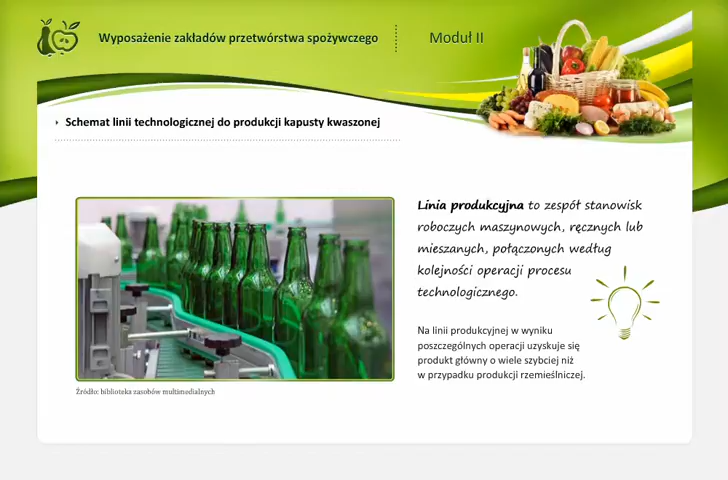 Wyposażenie zakładów przetwórstwa spożywczego
Moduł II
Schemat linii technologicznej do produkcji kapusty kwaszonej
Linia produkcyjna to zespół stanowisk
roboczych maszynowych, ręcznych lub
mieszanych, połączonych według
kolejności operacji procesu
technologicznego.
Na linii produkcyjnej w wyniku
poszczególnych operacji uzyskuje się
produkt główny o wiele szybciej niż
w przypadku produkcji rzemieślniczej.
Źródło: biblioteka zasobów multimedialnych